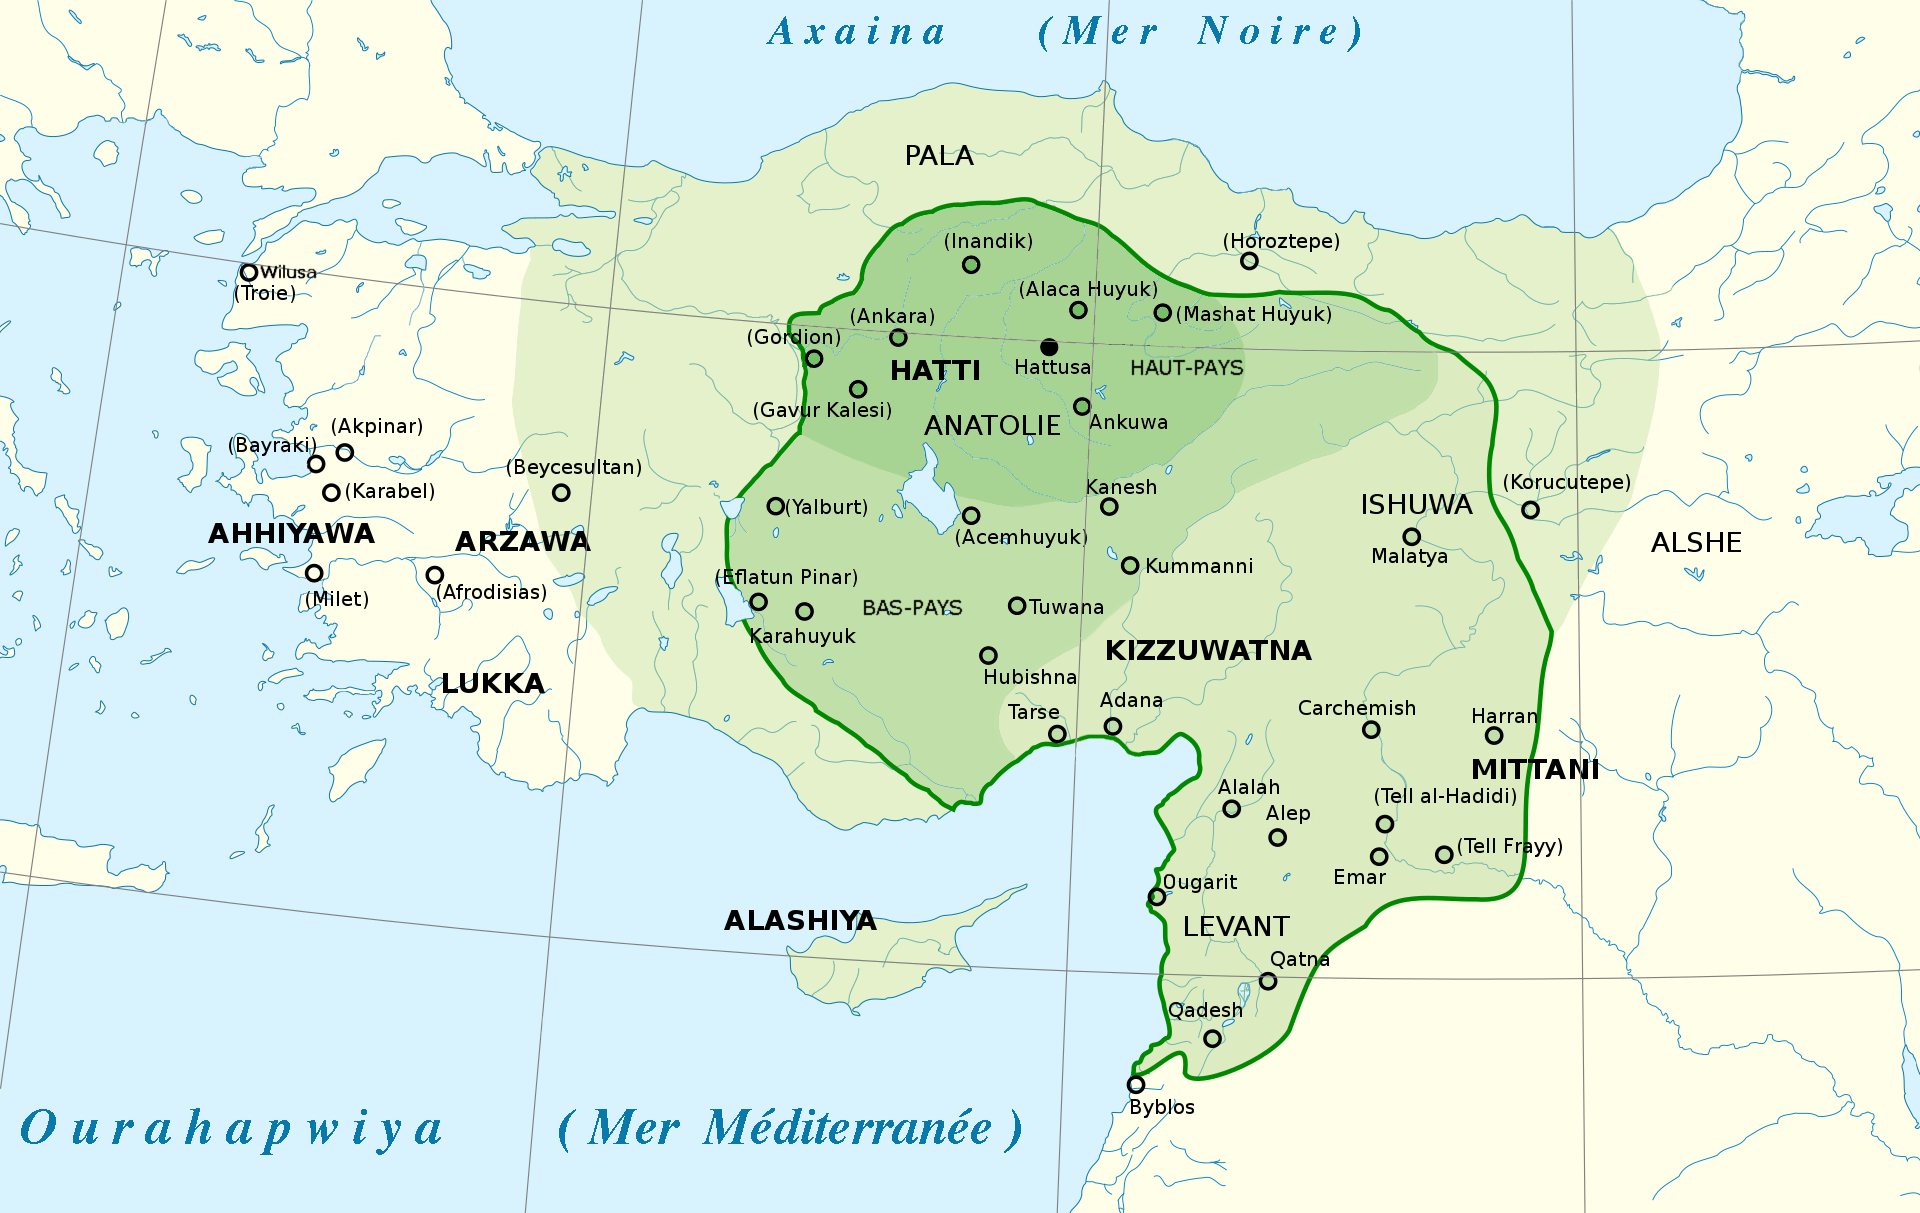 Axaina (Mer Noire)
PALA
(Inandik)
(Horoztepe)
Wilusa
(Troie)
(Alaca Huyuk)
(Mashat Huyuk)
(Ankara)
(Gordion)
HATTI
Hattusa
HAUT-PAYS
(Gavur Kalesi)
ANATOLIE
Ankuwa
(Akpinar)
(Bayraki)
(Karabel)
(Beycesultan)
(Yalburt)
Kanesh
(Acemhuyuk)
ISHUWA
(Korucutepe)
Malatya
ALSHE
AHHIYAWA
ARZAWA
(Milet)
(Afrodisias)
(Eflatun Pinar)
Karahuyuk
BAS-PAYS
Kummanni
Tuwana
Hubishna
KIZZUWATNA
LUKKA
Tarse
Adana
Carchemish
Harran
MITTANI
Alalah
Alep
(Tell al-Hadidi)
(Tell Frayy)
Emar
Ougarit
LEVANT
ALASHIYA
Qatna
Qadesh
Byblos
Ourahapwiya (Mer Méditerranée)